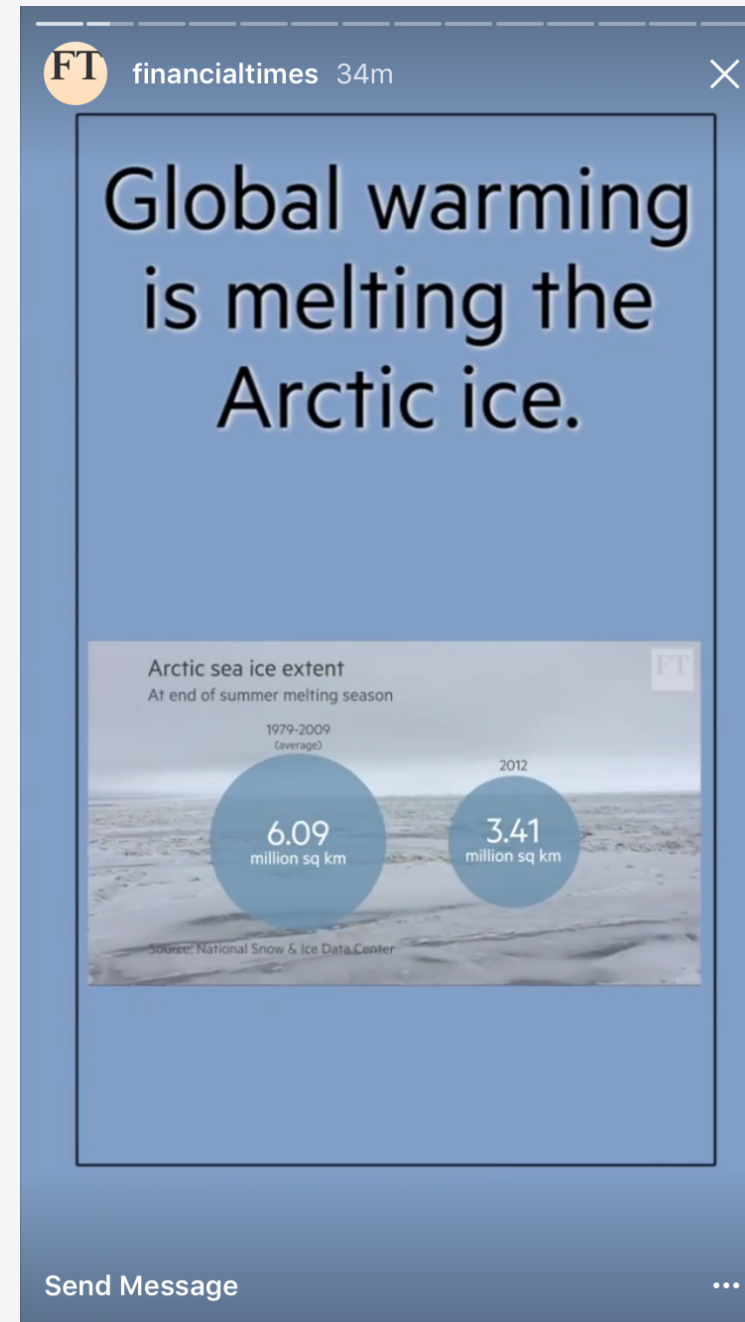 FT
financialtimes 34m
Global warming
is melting the
Arctic ice.
Arctic sea ice extent
FT
At end of summer melting season
1979-2009
(average)
2012
6.09
million sq km
3.41
million sq km
Source: National Snow & Ice Data Center
Send Message